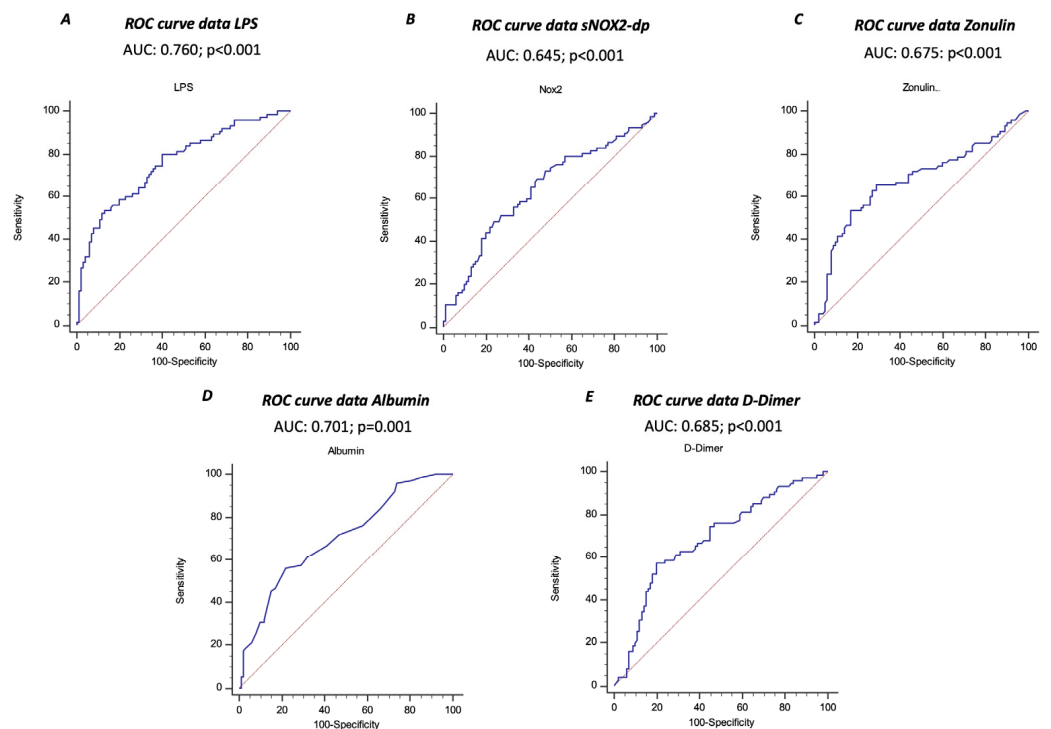 A
ROC curve data LPS
AUC: 0.760; p<0.001
LPS
100
80
60
40
20
0
Sensitivity
0 20 40 60 80 100
100-Specificity
B
ROC curve data sNOX2-dp
AUC: 0.645; p<0.001
Nox2
100
80
60
40
20
0
Sensitivity
0 20 40 60 80 100
100-Specificity
C
ROC curve data Zonulin
AUC: 0.675: p<0.001
Zonulin..
100
80
60
40
20
0
Sensitivity
0 20 40 60 80 100
100-Specificity
D
ROC curve data Albumin
AUC: 0.701; p=0.001
Albumin
100
80
60
40
20
0
Sensitivity
0 20 40 60 80 100
100-Specificity
E
ROC curve data D-Dimer
AUC: 0.685; p<0.001
D-Dimer
100
80
60
40
20
0
Sensitivity
0 20 40 60 80 100
100-Specificity